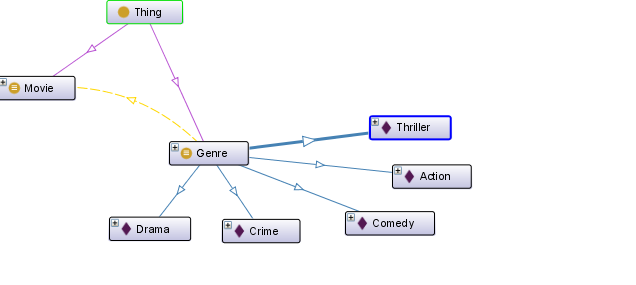 Thing
Movie
Thriller
Genre
Action
Comedy
Drama
Crime